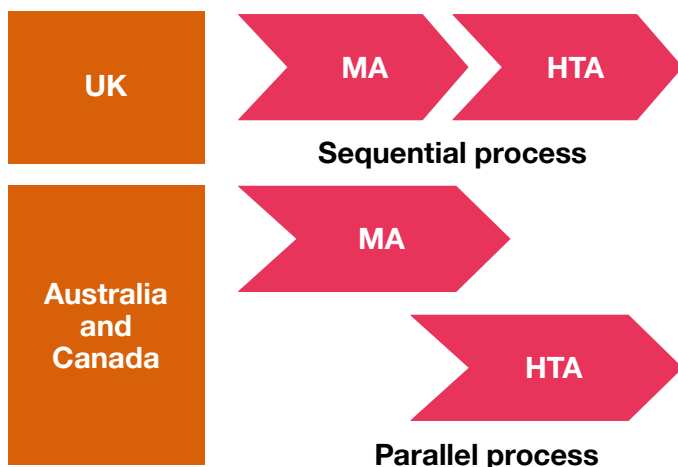 UK
MA
HTA
Sequential process
Australia
and
Canada
MA
HTA
Parallel process